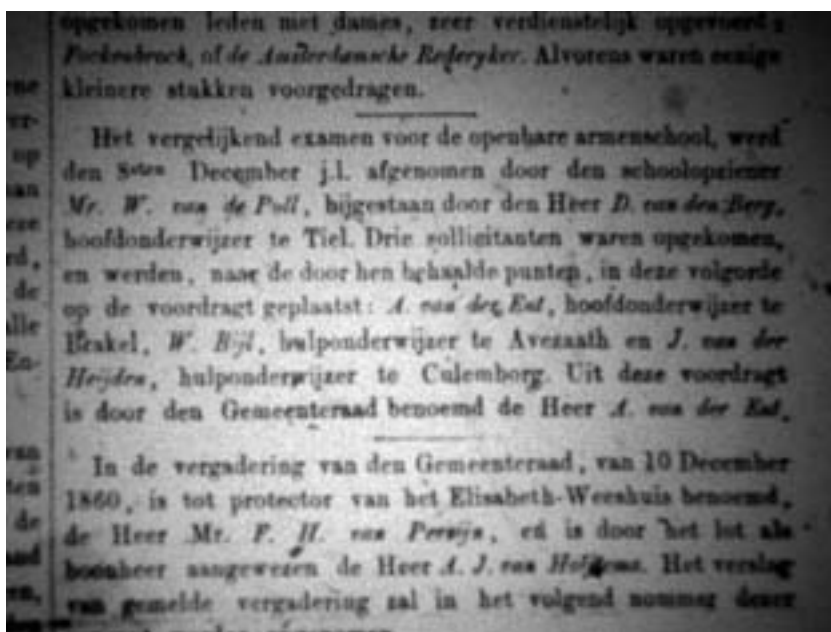 opgekomen leden met dames, zeer verdienstelijk opgevoerd:
of de Amsterdamsche Rederyker. Alvorens waren eenige
kleinere stukken voorgedragen.
Het vergelijkend examen voor de openbare armenschool, werd
den 8sten December j.l. afgenomen door den schoolopziener
Mr. W. van de Poll, bijgestaan door den Heer D. van den Berg,
hoofdonderwijzer te Tiel. Drie sollicitanten waren opgekomen,
en werden, naar de door hen behaalde punten, in deze volgorde
op de voordragt geplaatst: A. van der Ent, hoofdonderwijzer te
Brakel, W. Bijl, hulponderwijzer te Avezaath en J. van der
Heijden, hulponderwijzer te Culemborg. Uit deze voordragt
is door den Gemeenteraad benoemd de Heer A. van der Ent.
In de vergadering van den Gemeenteraad, van 10 December
1860, is tot protector van het Elisabeth-Weeshuis benoemd,
de Heer Mr. F. H. van en is door het lot als
boonheer aangewezen de Heer A. J. van Het verslag
van gemelde vergadering zal in het volgend nommer dezer